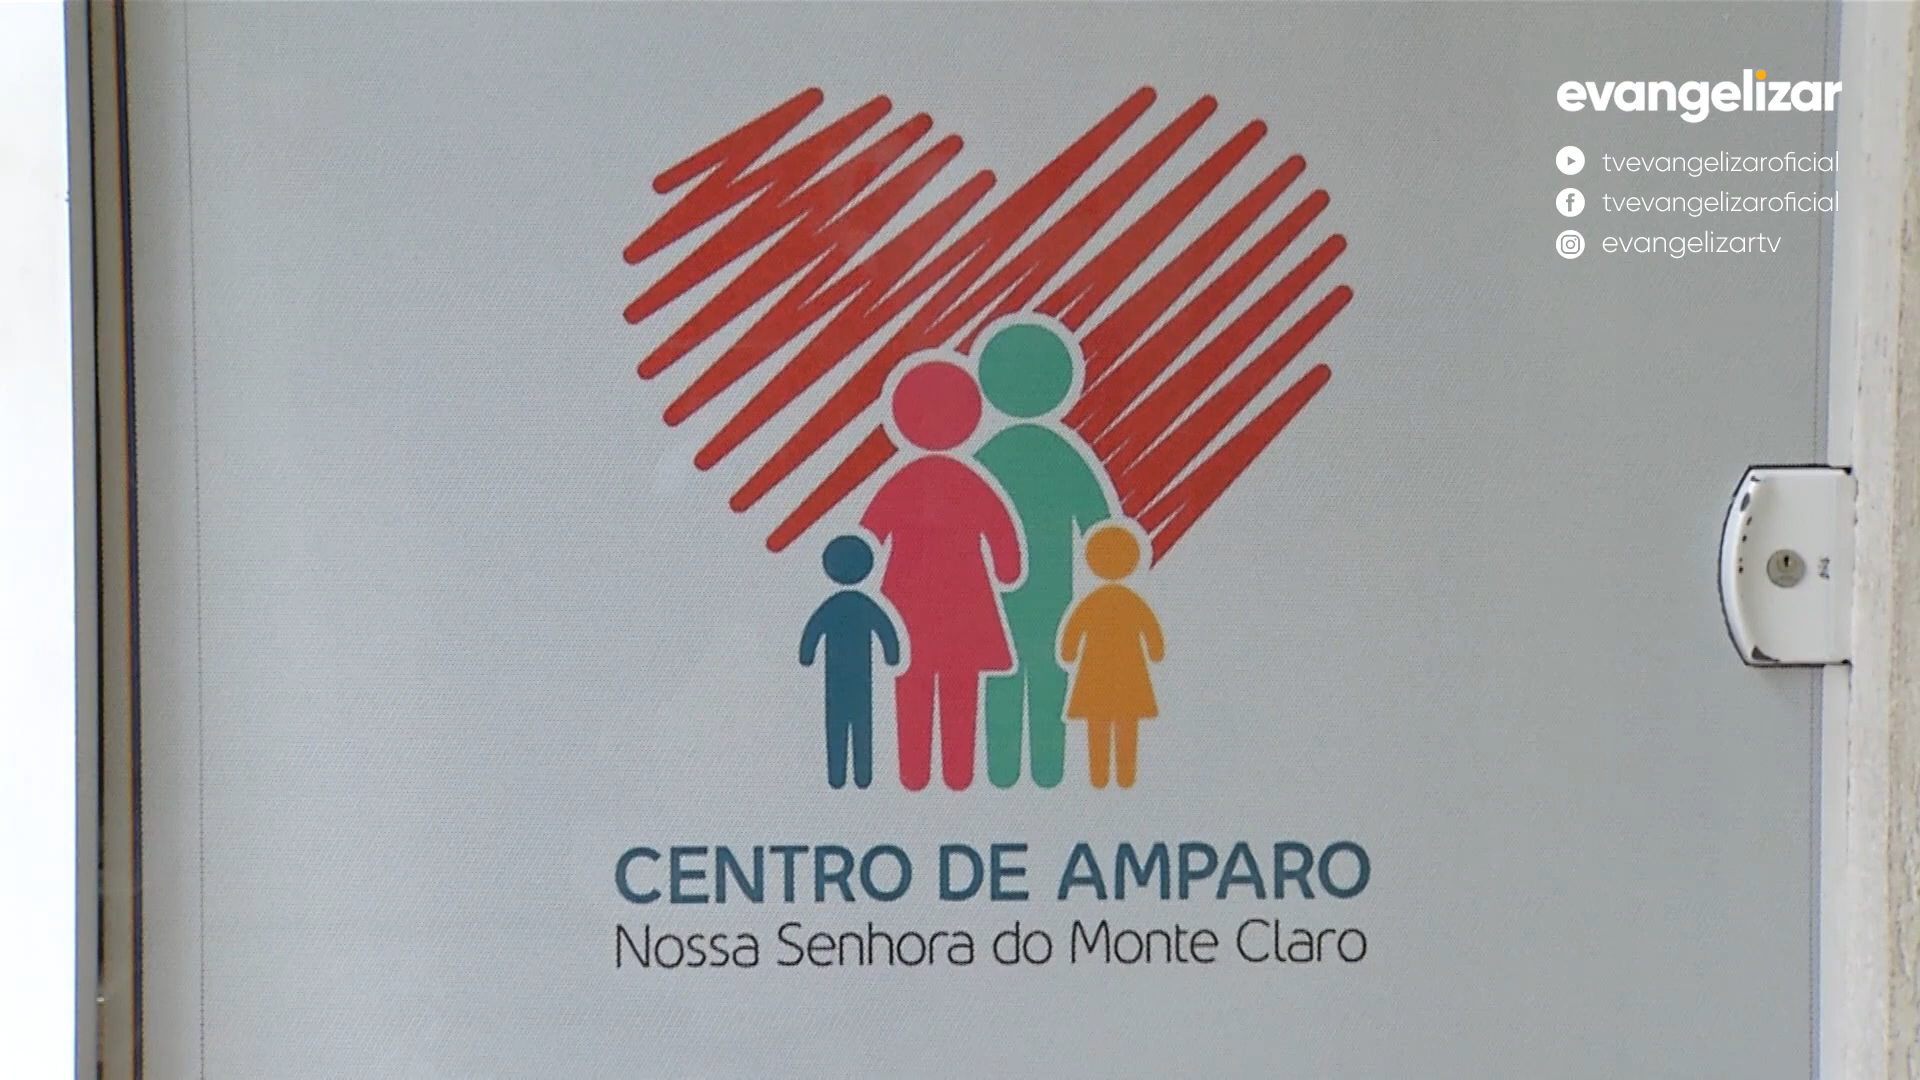 evangelizar
tvevangelizaroficial
tvevangelizaroficial
evangelizartv
CENTRO DE AMPARO
Nossa Senhora do Monte Claro